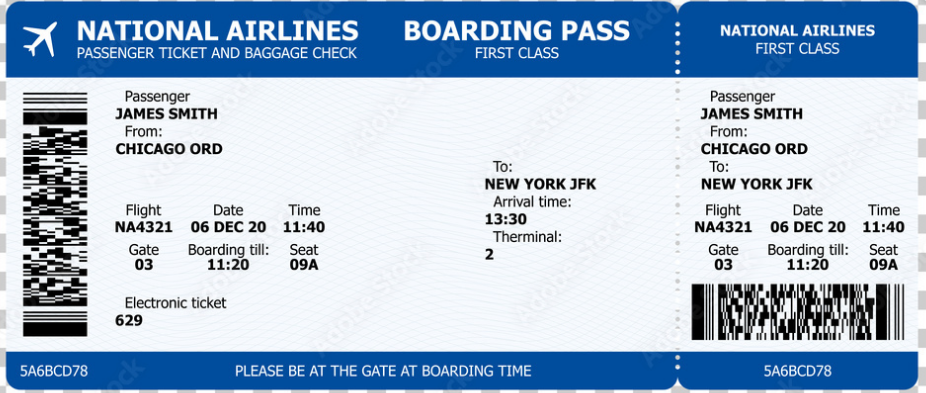 NATIONAL AIRLINES
PASSENGER TICKET AND BAGGAGE CHECK
BOARDING PASS
FIRST CLASS
Passenger
JAMES SMITH
From:
CHICAGO ORD
To:
NEW YORK JFK
Arrival time:
13:30
Therminal:
2
Flight Date Time
NA4321 06 DEC 20 11:40
Gate Boarding till: Seat
03 11:20 09A
Electronic ticket
629
5A6BCD78
PLEASE BE AT THE GATE AT BOARDING TIME
NATIONAL AIRLINES
FIRST CLASS
Passenger
JAMES SMITH
From:
CHICAGO ORD
To:
NEW YORK JFK
Flight Date Time
NA4321 06 DEC 20 11:40
Gate Boarding till: Seat
03 11:20 09A
5A6BCD78
Adobe Stock